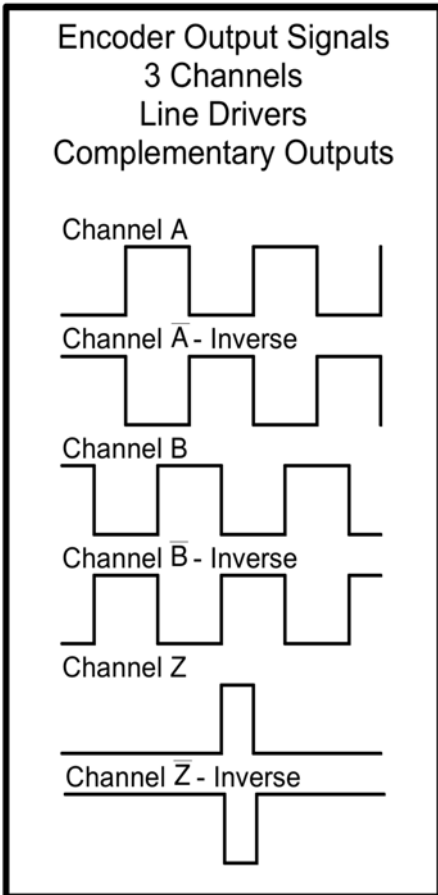 Encoder Output Signals
3 Channels
Line Drivers
Complementary Outputs
Channel A
Channel A̅ - Inverse
Channel B
Channel B̅ - Inverse
Channel Z
Channel Z̅ - Inverse